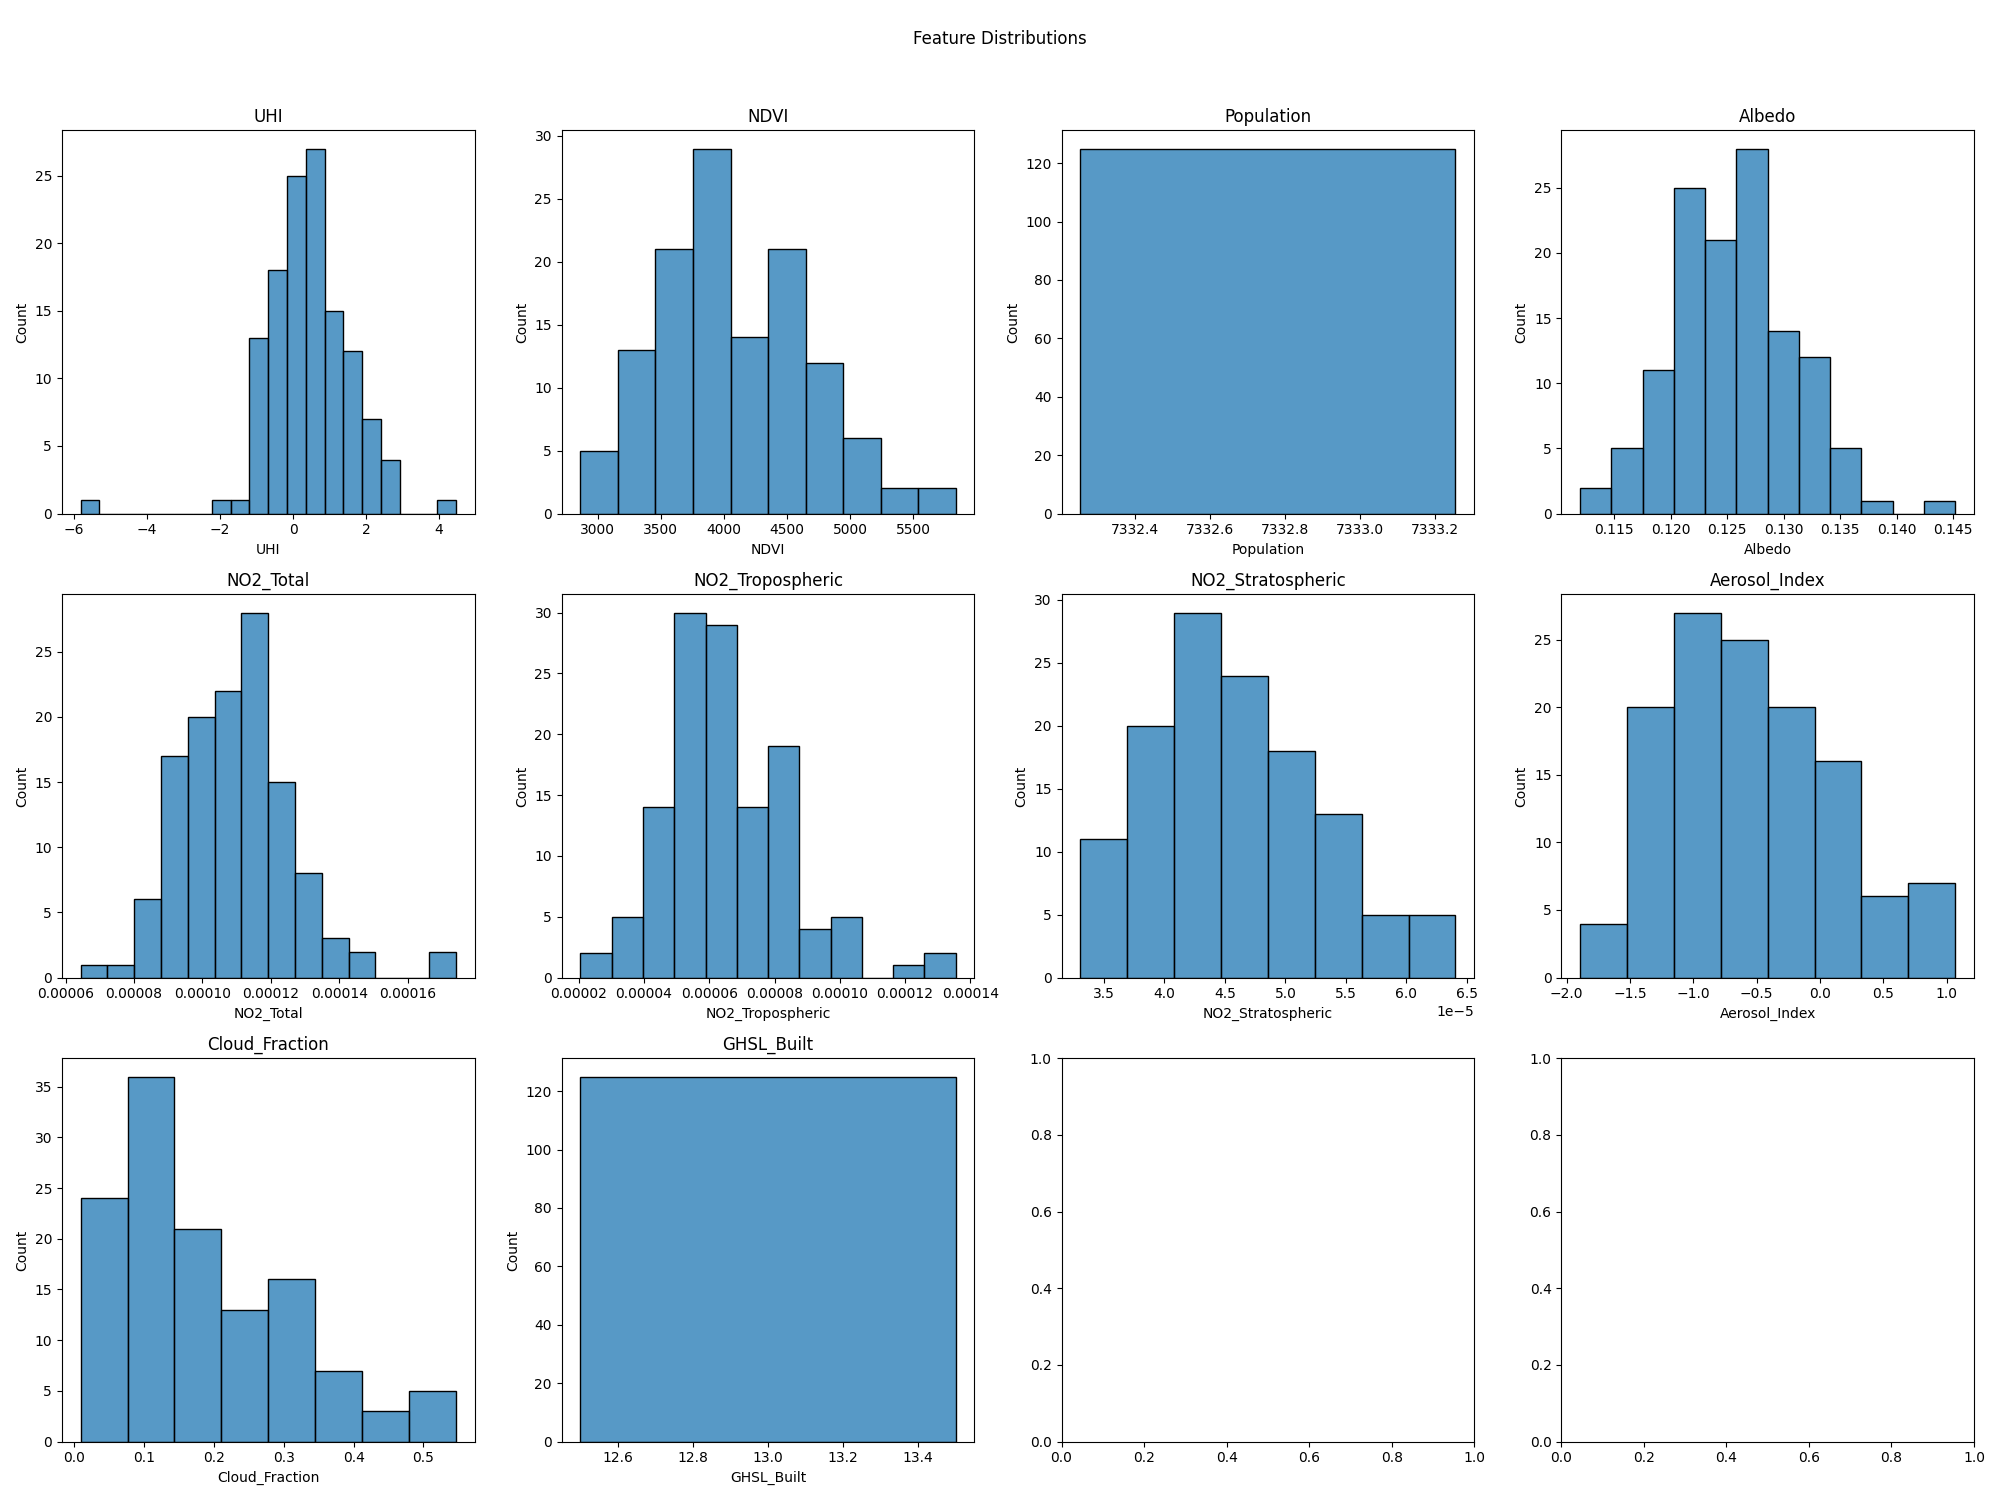 Feature Distributions
UHI NDVI Population Albedo
Count
25
20
15
10
5
0
−6 −4 −2 0 2 4
UHI
Count
30
25
20
15
10
5
0
3000 3500 4000 4500 5000 5500
NDVI
Count
120
100
80
60
40
20
0
7332.4 7332.6 7332.8 7333.0 7333.2
Population
Count
25
20
15
10
5
0
0.115 0.120 0.125 0.130 0.135 0.140 0.145
Albedo
NO2_Total NO2_Tropospheric NO2_Stratospheric Aerosol_Index
Count
25
20
15
10
5
0
0.00006 0.00008 0.00010 0.00012 0.00014 0.00016
NO2_Total
Count
30
25
20
15
10
5
0
0.00002 0.00004 0.00006 0.00008 0.00010 0.00012 0.00014
NO2_Tropospheric
Count
30
25
20
15
10
5
0
3.5 4.0 4.5 5.0 5.5 6.0 6.5
NO2_Stratospheric 1e−5
Count
25
20
15
10
5
0
−2.0 −1.5 −1.0 −0.5 0.0 0.5 1.0
Aerosol_Index
Cloud_Fraction GHSL_Built
Count
35
30
25
20
15
10
5
0
0.0 0.1 0.2 0.3 0.4 0.5
Cloud_Fraction
Count
120
100
80
60
40
20
0
12.6 12.8 13.0 13.2 13.4
GHSL_Built
1.0
0.8
0.6
0.4
0.2
0.0
0.0 0.2 0.4 0.6 0.8 1.0
1.0
0.8
0.6
0.4
0.2
0.0
0.0 0.2 0.4 0.6 0.8 1.0